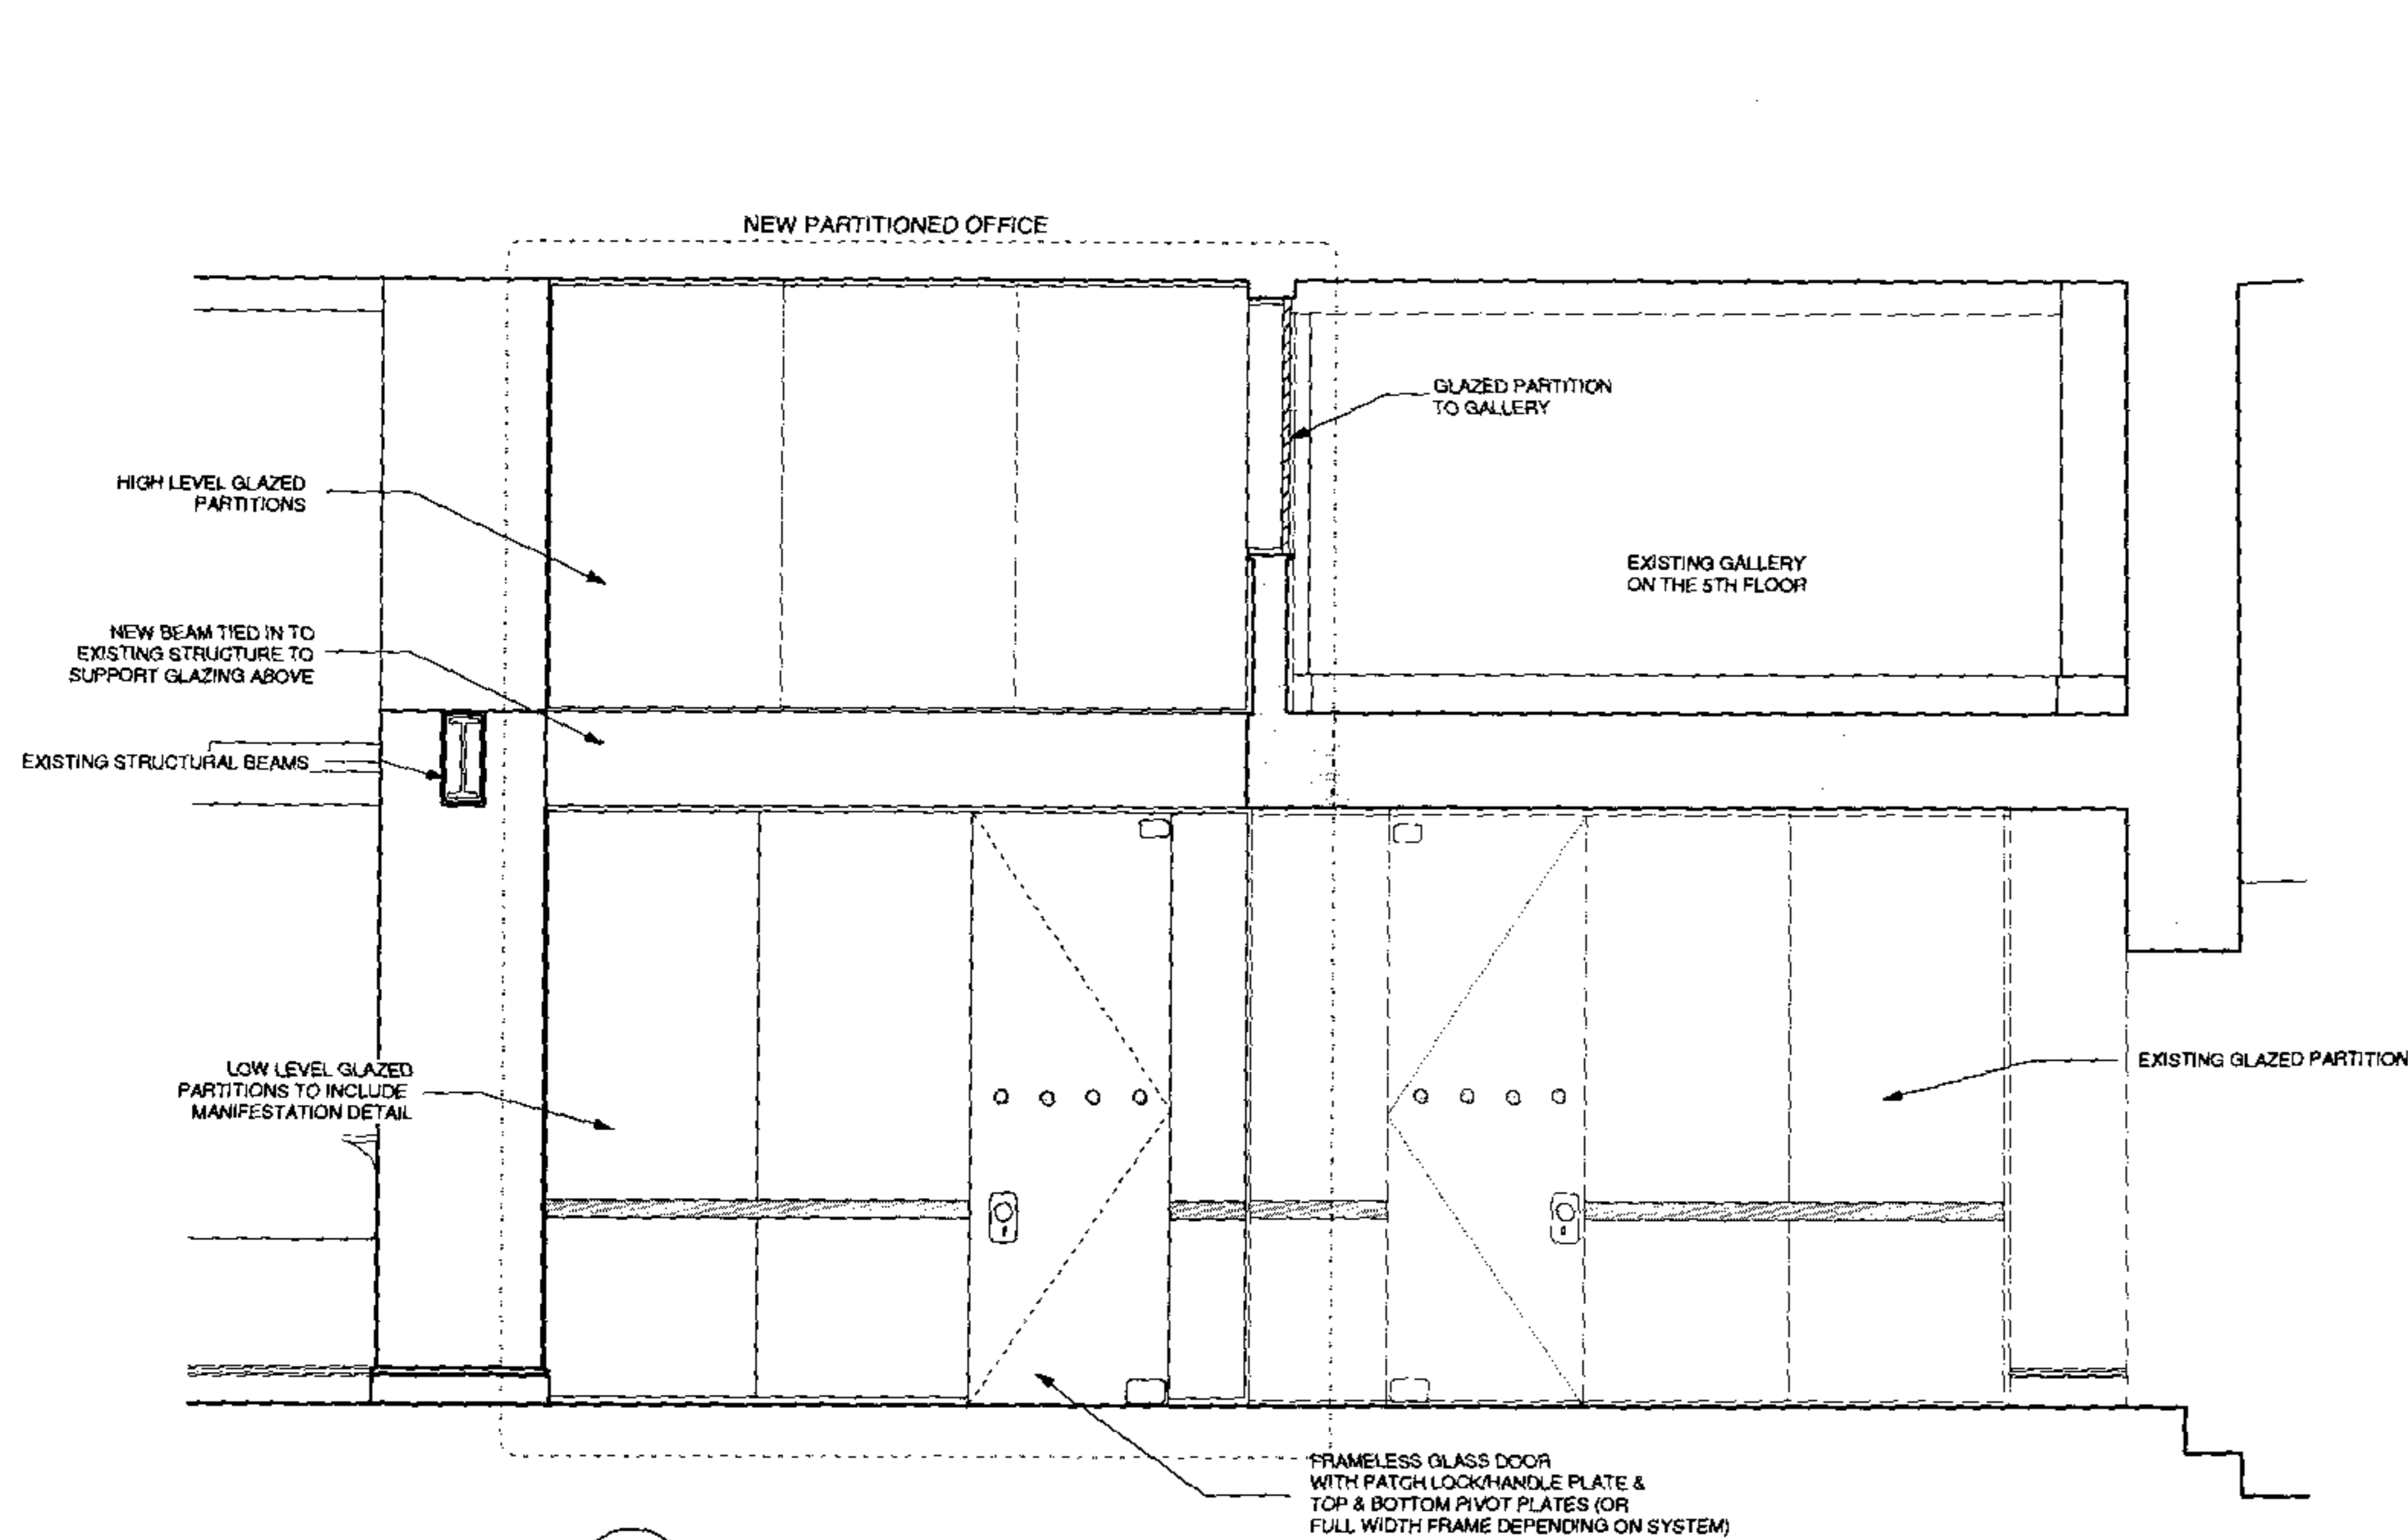 NEW PARTITIONED OFFICE
GLAZED PARTITION
TO GALLERY
HIGH LEVEL GLAZED
PARTITIONS
EXISTING GALLERY
ON THE 5TH FLOOR
NEW BEAM TIED IN TO
EXISTING STRUCTURE TO
SUPPORT GLAZING ABOVE
EXISTING STRUCTURAL BEAMS
LOW LEVEL GLAZED
PARTITIONS TO INCLUDE
MANIFESTATION DETAIL
EXISTING GLAZED PARTITION
FRAMELESS GLASS DOOR
WITH PATCH LOCK/HANDLE PLATE &
TOP & BOTTOM PIVOT PLATES (OR
FULL WIDTH FRAME DEPENDING ON SYSTEM)